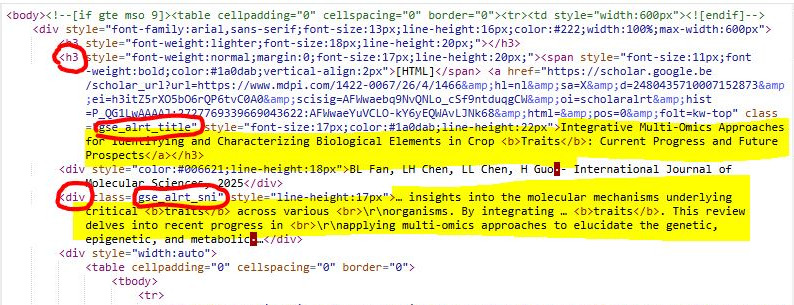 <body><!--[if gte mso 9]><table cellpadding="0" cellspacing="0" border="0"><tr><td style="width:600px"><![endif]-->
<div style="font-family:arial,sans-serif;font-size:13px;line-height:16px;color:#222;width:100%;max-width:600px">
<h3 style="font-weight:lighter;font-size:18px;line-height:20px;"></h3>
<h3 style="font-weight:normal;margin:0;font-size:17px;line-height:20px;"><span style="font-size:11px;font
-weight:bold;color:#1a0dab;vertical-align:2px">[HTML]</span> <a href="https://scholar.google.be
/scholar_url?url=https://www.mdpi.com/1422-0067/26/4/1466&amp;hl=nl&amp;sa=X&amp;d=2480435710007152873&amp
;ei=h3itZ5rXO5bO6rQP6tvC0A0&amp;scisig=AFWwaebq9NvQNLo_cSf9ntduqgCW&amp;oi=scholaralrt&amp;hist
=P_QG1LwAAAAJ:2727769339669043622:AFWwaeYuVCLO-kY6yEQWAvLJNk68&amp;html=&amp;pos=0&amp;folt=kw-top" class
="gse_alrt_title" style="font-size:17px;color:#1a0dab;line-height:22px">Integrative Multi-Omics Approaches
for Identifying and Characterizing Biological Elements in Crop <b>Traits</b>: Current Progress and Future
Prospects</a></h3>
<div style="color:#006621;line-height:18px">BL Fan, LH Chen, LL Chen, H Guo - International Journal of
Molecular Sciences, 2025</div>
<div class="gse_alrt_sni" style="line-height:17px">… insights into the molecular mechanisms underlying
critical <b>traits</b> across various <br>\r\norganisms. By integrating … <b>traits</b>. This review
delves into recent progress in <br>\r\napplying multi-omics approaches to elucidate the genetic,
epigenetic, and metabolic …</div>
<div style="width:auto">
<table cellpadding="0" cellspacing="0" border="0">
<tbody>
<tr>